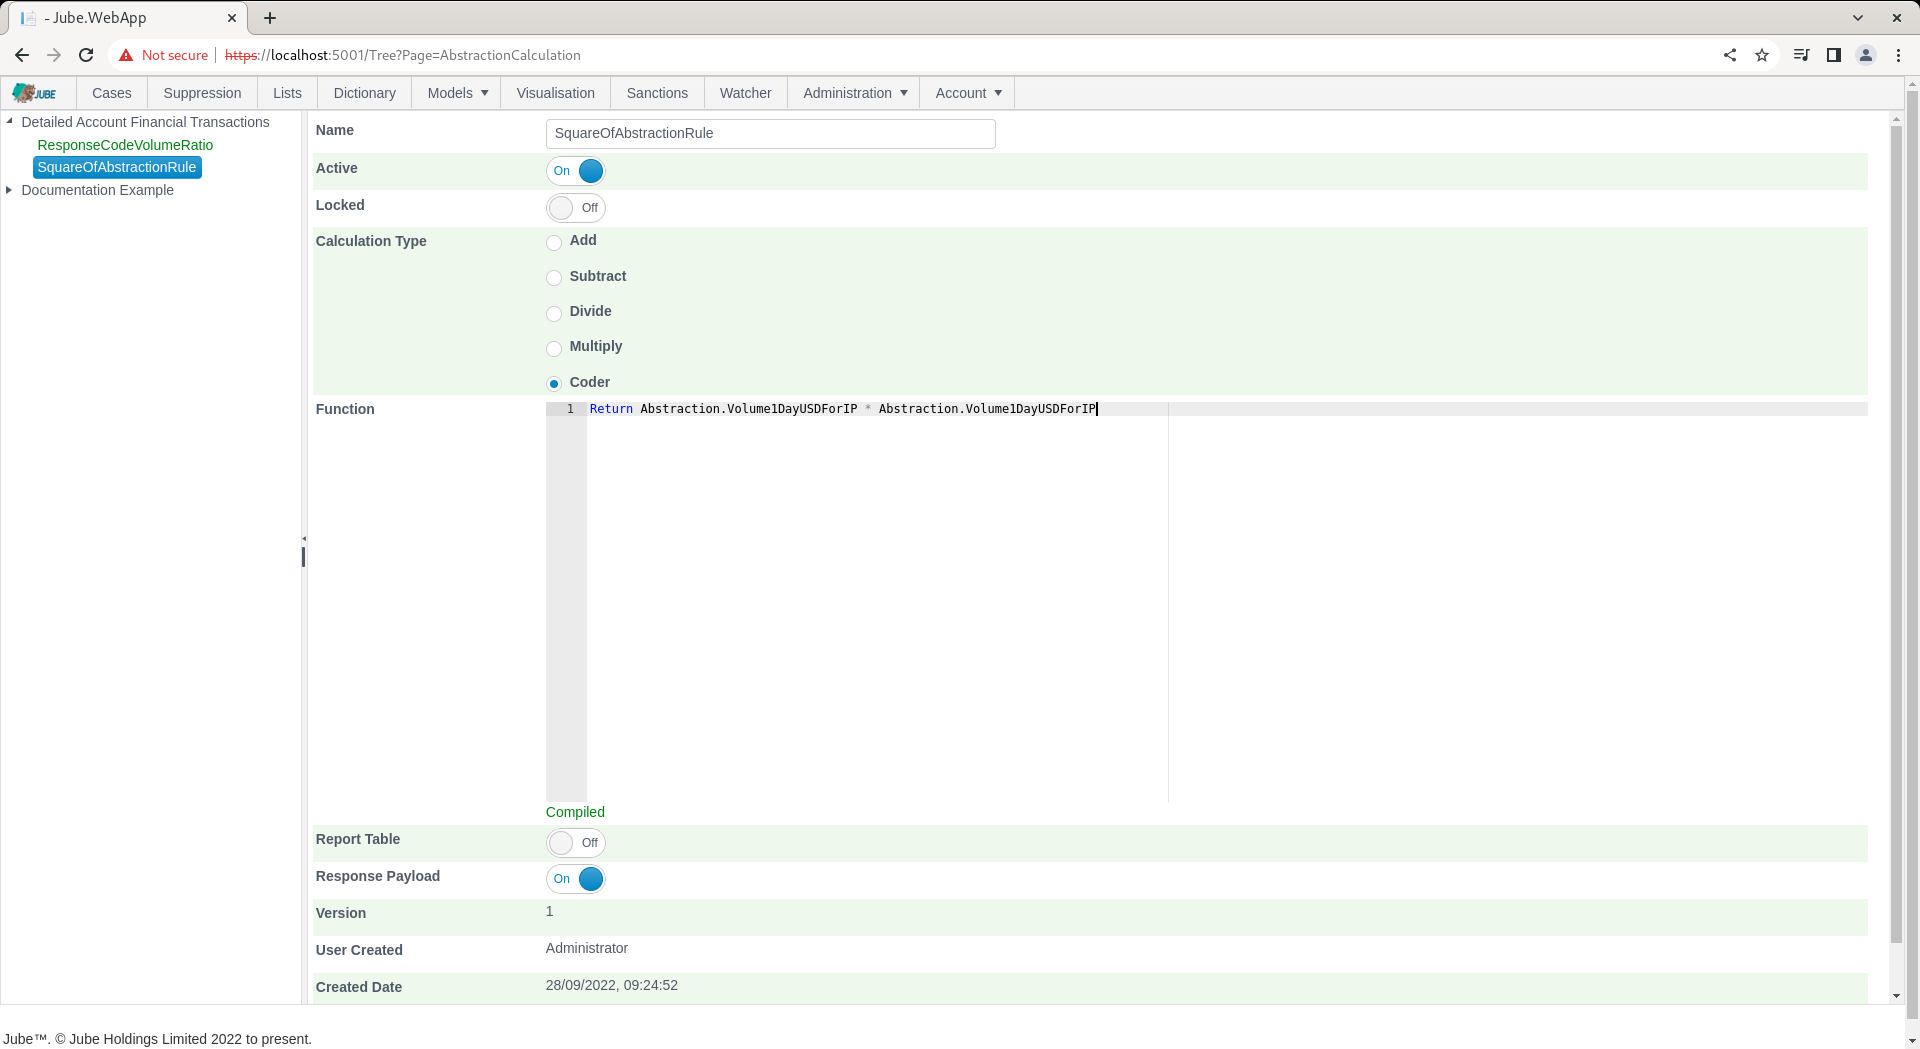 - Jube.WebApp
Not secure https://localhost:5001/Tree?Page=AbstractionCalculation
JUBE Cases Suppression Lists Dictionary Models Visualisation Sanctions Watcher Administration Account
Detailed Account Financial Transactions
ResponseCodeVolumeRatio
SquareOfAbstractionRule
Documentation Example
Name SquareOfAbstractionRule
Active On
Locked Off
Calculation Type Add
Subtract
Divide
Multiply
Coder
Function 1 Return Abstraction.Volume1DayUSDForIP * Abstraction.Volume1DayUSDForIP
Compiled
Report Table Off
Response Payload On
Version 1
User Created Administrator
Created Date 28/09/2022, 09:24:52
Jube™. © Jube Holdings Limited 2022 to present.